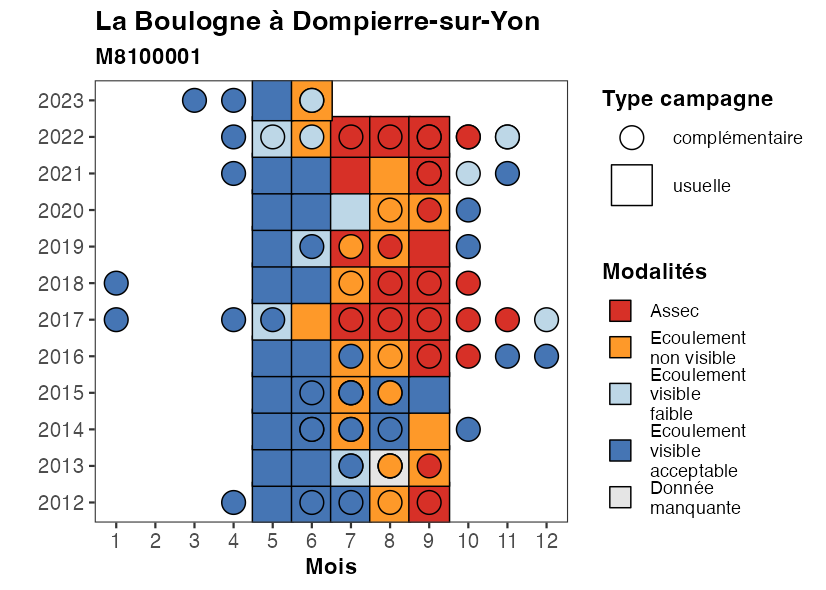 La Boulogne à Dompierre-sur-Yon
M8100001
2023
2022
2021
2020
2019
2018
2017
2016
2015
2014
2013
2012
1 2 3 4 5 6 7 8 9 10 11 12
Mois
Type campagne
complémentaire
usuelle
Modalités
Assec
Ecoulement
non visible
Ecoulement
visible
faible
Ecoulement
visible
acceptable
Donnée
manquante